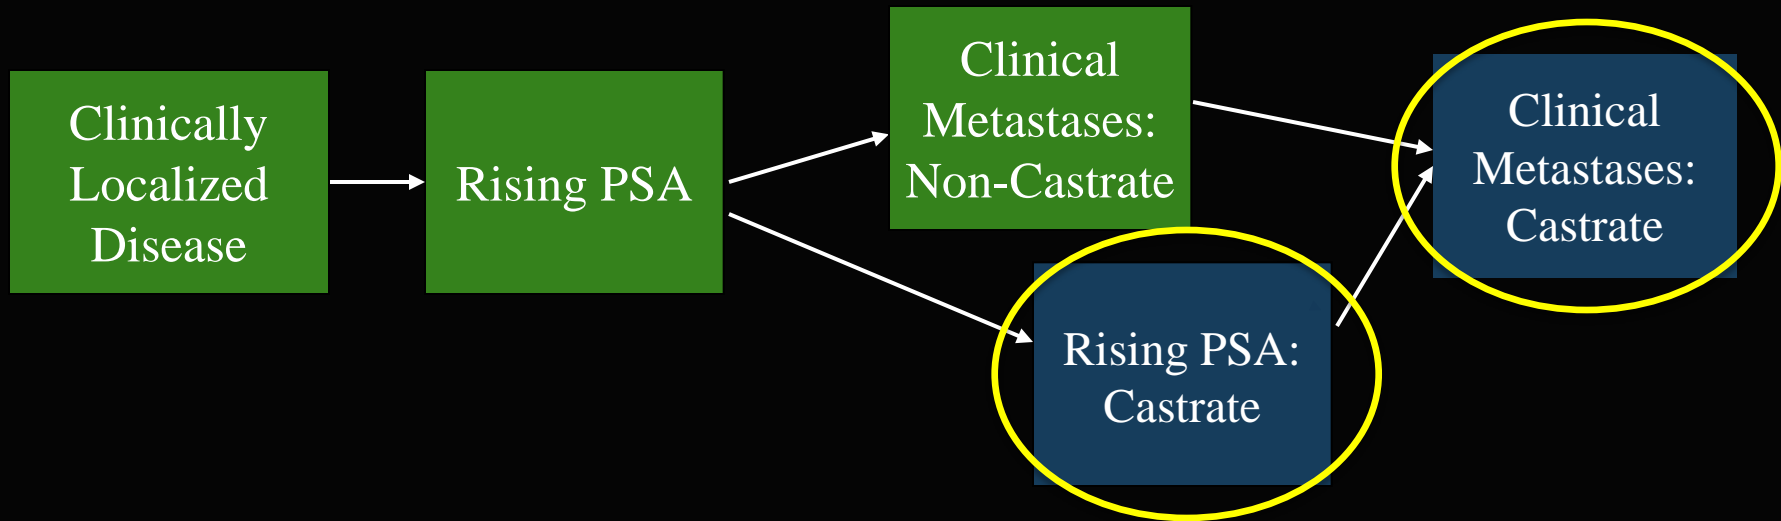 Clinically
Localized
Disease
Rising PSA
Clinical
Metastases:
Non-Castrate
Rising PSA:
Castrate
Clinical
Metastases:
Castrate